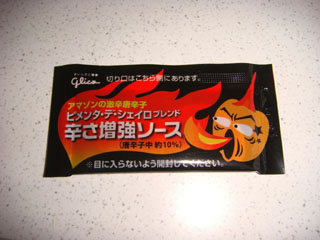 glico
切り口はこちら側にあります。
アマゾンの激辛唐辛子
ピメンタ・デ・シェイロブレンド
辛さ増強ソース
(唐辛子中 約10%)
※目に入らないよう開封してください。